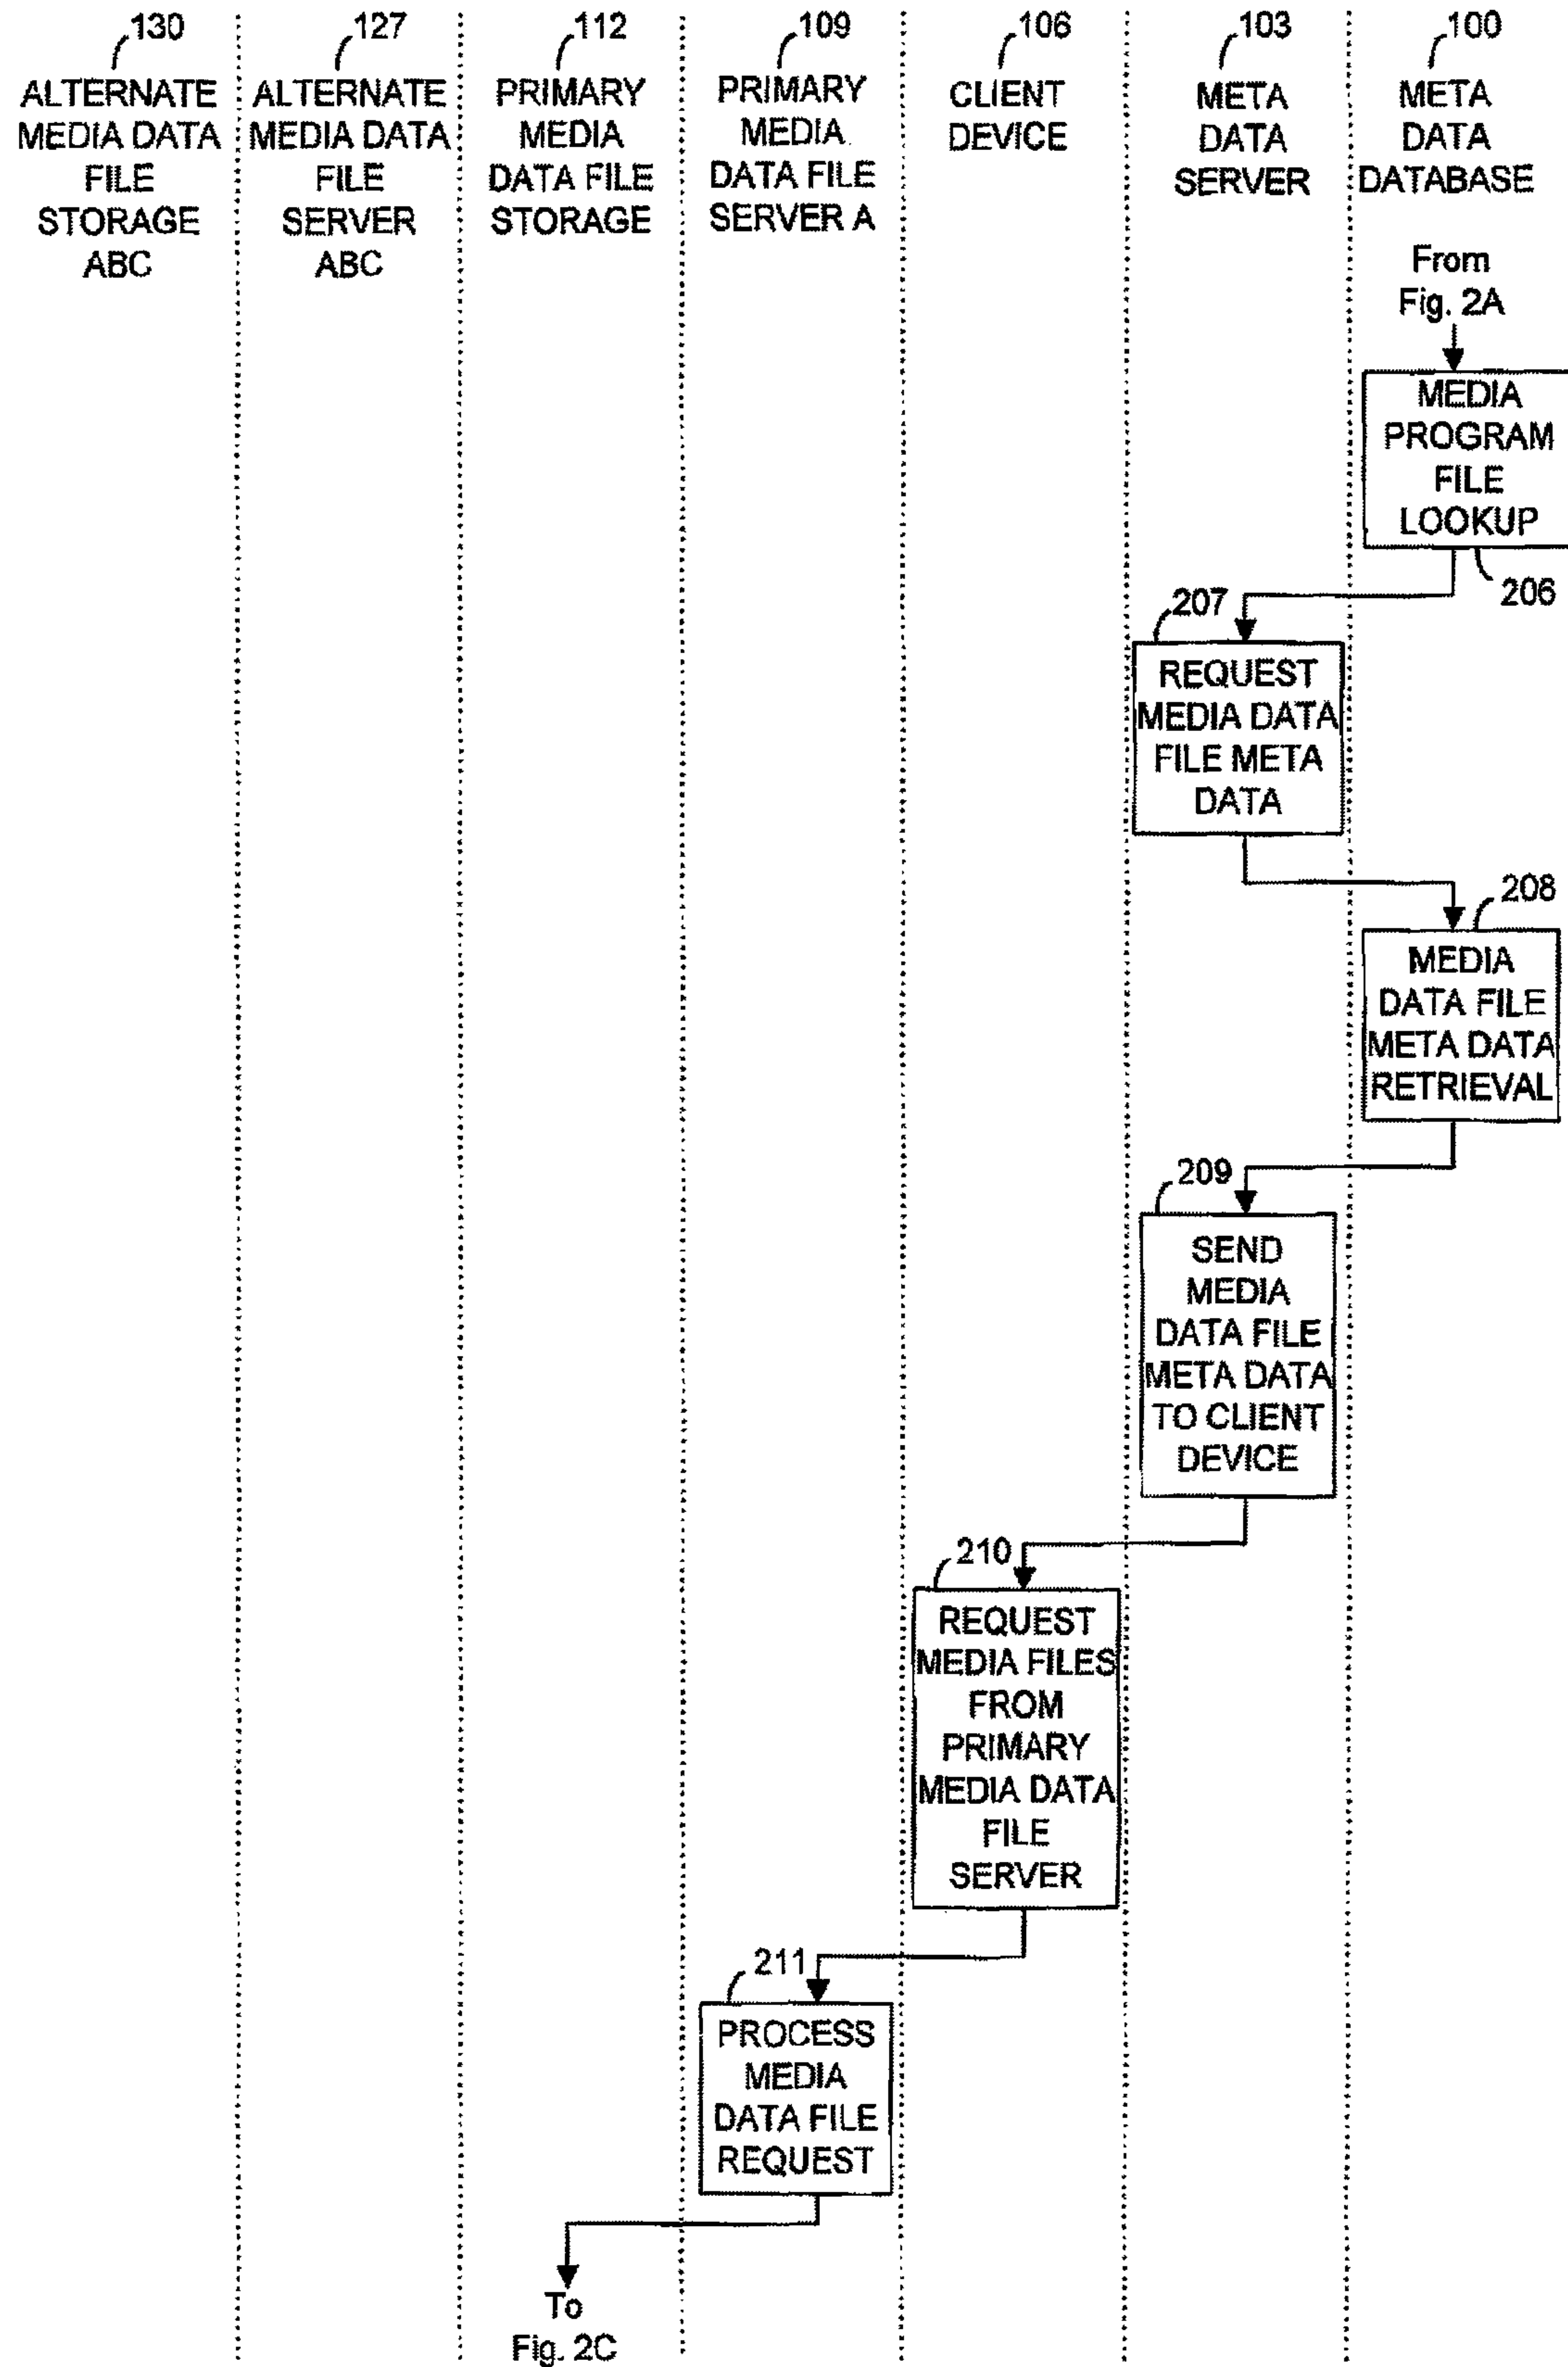 130
ALTERNATE
MEDIA DATA
FILE
STORAGE
ABC
127
ALTERNATE
MEDIA DATA
FILE
SERVER
ABC
112
PRIMARY
MEDIA
DATA FILE
STORAGE
109
PRIMARY
MEDIA
DATA FILE
SERVER A
106
CLIENT
DEVICE
103
META
DATA
SERVER
100
META
DATA
DATABASE
From
Fig. 2A
MEDIA
PROGRAM
FILE
LOOKUP
206
207
REQUEST
MEDIA DATA
FILE META
DATA
208
MEDIA
DATA FILE
META DATA
RETRIEVAL
209
SEND
MEDIA
DATA FILE
META DATA
TO CLIENT
DEVICE
210
REQUEST
MEDIA FILES
FROM
PRIMARY
MEDIA DATA
FILE
SERVER
211
PROCESS
MEDIA
DATA FILE
REQUEST
To
Fig. 2C